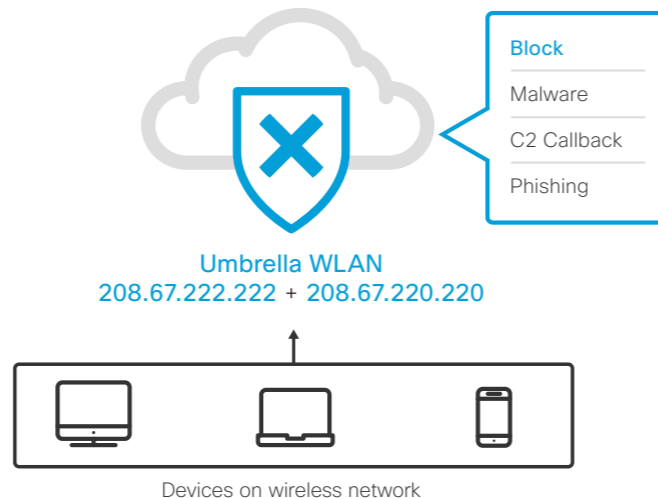 Block
Malware
C2 Callback
Phishing
Umbrella WLAN
208.67.222.222 + 208.67.220.220
Devices on wireless network